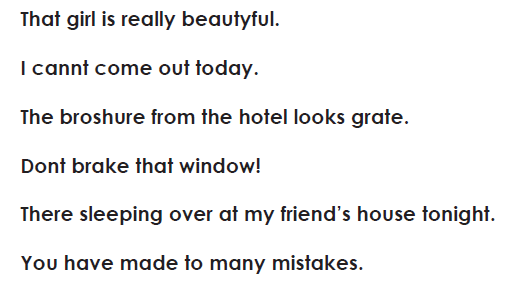 That girl is really beautyful.
I cannt come out today.
The broshure from the hotel looks grate.
Dont brake that window!
There sleeping over at my friend’s house tonight.
You have made to many mistakes.